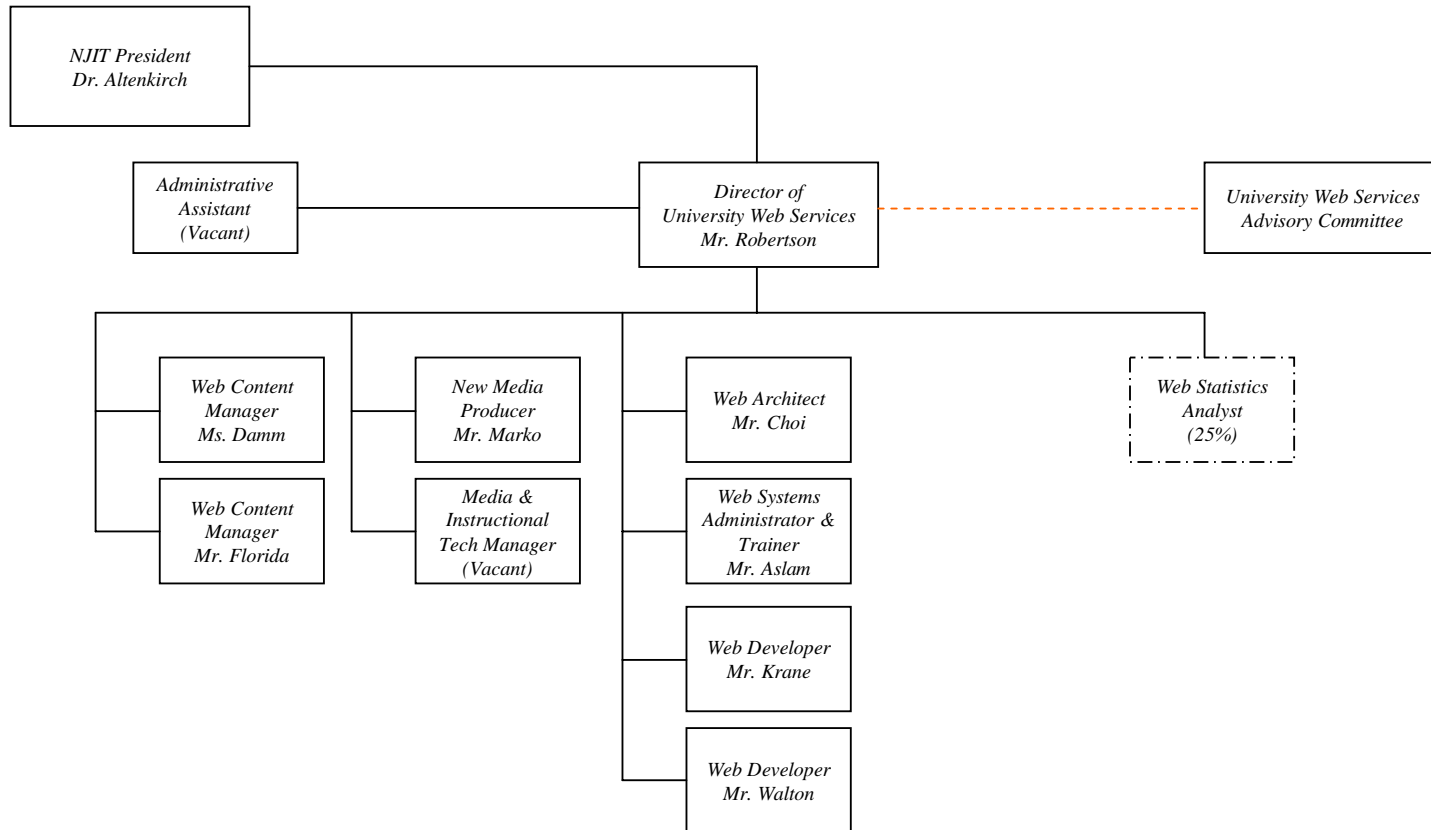 NJIT President
Dr. Altenkirch
Administrative
Assistant
(Vacant)
Director of
University Web Services
Mr. Robertson
University Web Services
Advisory Committee
Web Content
Manager
Ms. Damm
New Media
Producer
Mr. Marko
Web Architect
Mr. Choi
Web Statistics
Analyst
(25%)
Web Content
Manager
Mr. Florida
Media &
Instructional
Tech Manager
(Vacant)
Web Systems
Administrator &
Trainer
Mr. Aslam
Web Developer
Mr. Krane
Web Developer
Mr. Walton